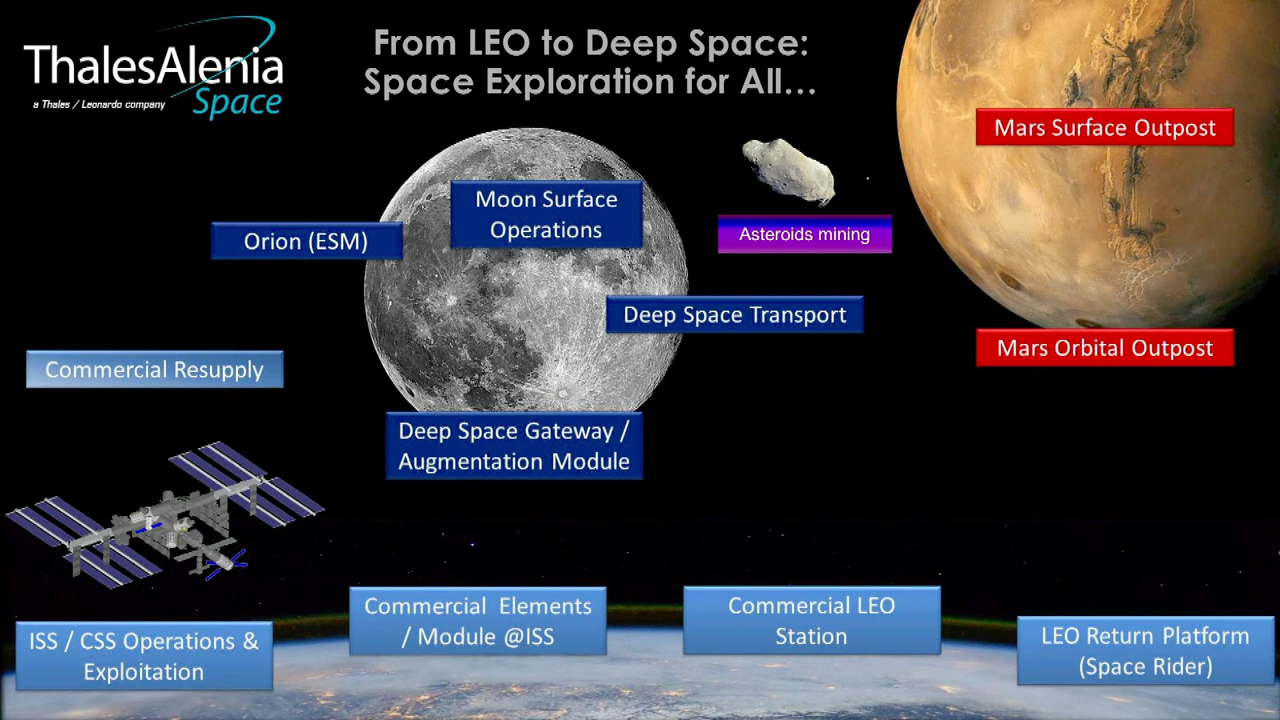 ThalesAlenia
a Thales / Leonardo company
Space
From LEO to Deep Space:
Space Exploration for All...
Mars Surface Outpost
Moon Surface
Operations
Orion (ESM)
Asteroids mining
Deep Space Transport
Mars Orbital Outpost
Commercial Resupply
Deep Space Gateway /
Augmentation Module
Commercial Elements
/ Module @ISS
Commercial LEO
Station
ISS / CSS Operations &
Exploitation
LEO Return Platform
(Space Rider)